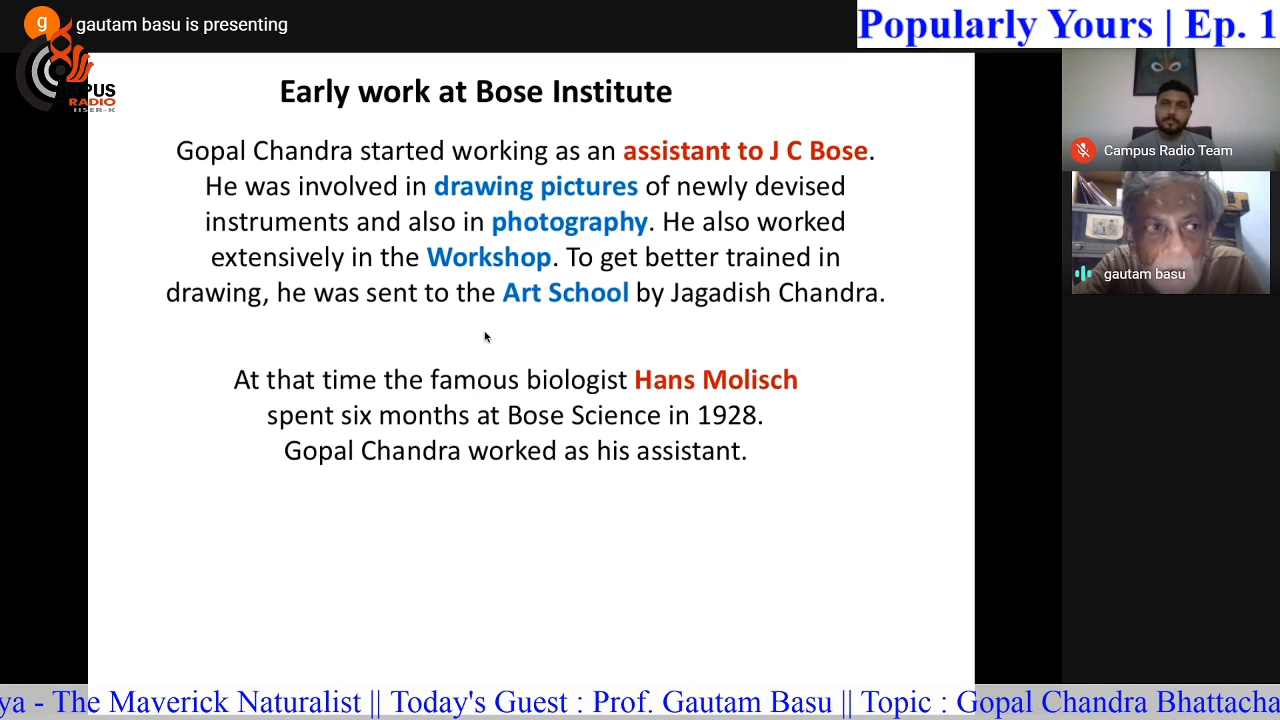 g
gautam basu is presenting
Popularly Yours | Ep. 1
RADIO
IISER-K
Early work at Bose Institute
Gopal Chandra started working as an assistant to J C Bose.
He was involved in drawing pictures of newly devised
instruments and also in photography. He also worked
extensively in the Workshop. To get better trained in
drawing, he was sent to the Art School by Jagadish Chandra.
At that time the famous biologist Hans Molisch
spent six months at Bose Science in 1928.
Gopal Chandra worked as his assistant.
Campus Radio Team
gautam basu
ya - The Maverick Naturalist || Today's Guest : Prof. Gautam Basu || Topic : Gopal Chandra Bhattacha